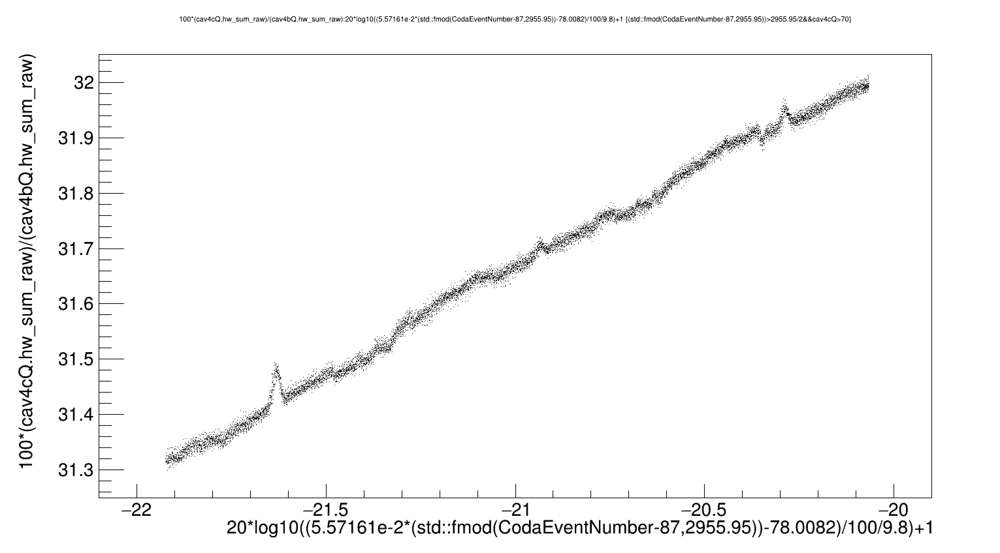 100*(cav4cQ.hw_sum_raw)/(cav4bQ.hw_sum_raw):20*log10((5.57161e-2*(std::fmod(CodaEventNumber-87,2955.95))-78.0082)/100/9.8)+1 {(std::fmod(CodaEventNumber-87,2955.95))>2955.95/2&&cav4cQ>70}
100*(cav4cQ.hw_sum_raw)/(cav4bQ.hw_sum_raw)
32
31.9
31.8
31.7
31.6
31.5
31.4
31.3
−22 −21.5 −21 −20.5 −20
20*log10((5.57161e-2*(std::fmod(CodaEventNumber-87,2955.95))-78.0082)/100/9.8)+1